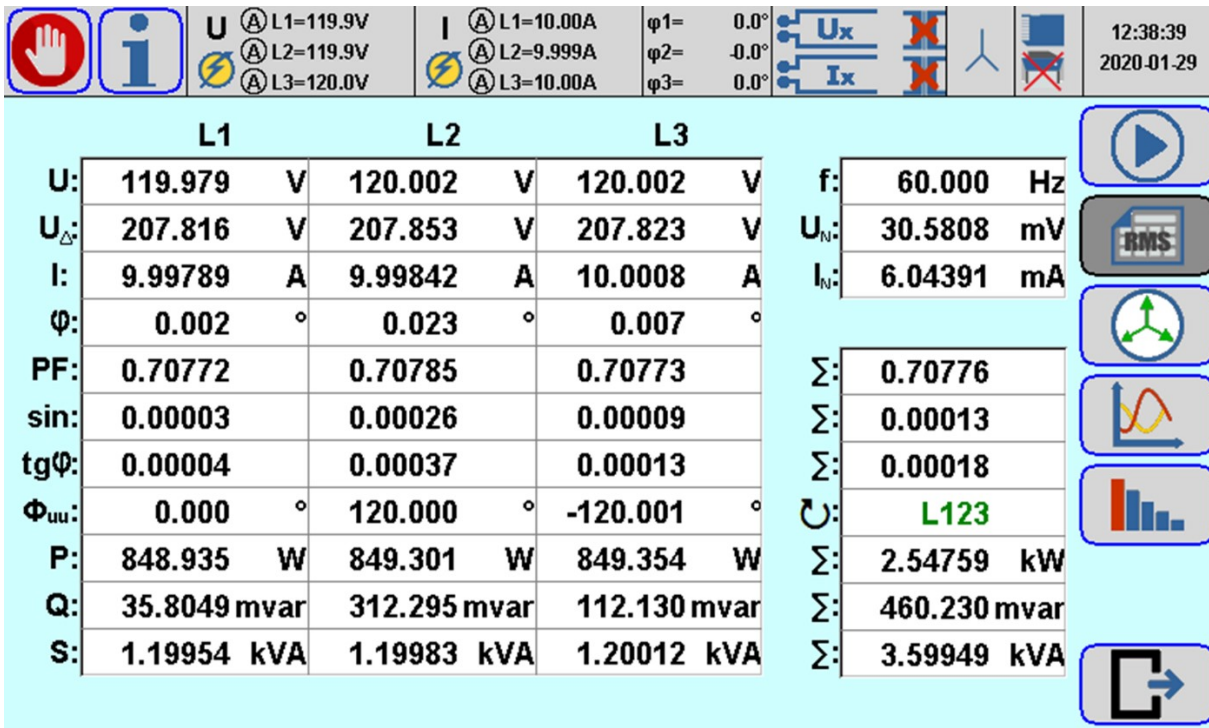 U Ⓐ L1=119.9V I Ⓐ L1=10.00A φ1= 0.0° Ux 12:38:39
Ⓐ L2=119.9V Ⓐ L2=9.999A φ2= -0.0° 2020-01-29
Ⓐ L3=120.0V Ⓐ L3=10.00A φ3= 0.0° Ix
L1 L2 L3
U: 119.979 V 120.002 V 120.002 V f: 60.000 Hz
U△: 207.816 V 207.853 V 207.823 V UN: 30.5808 mV
RMS
I: 9.99789 A 9.99842 A 10.0008 A IN: 6.04391 mA
φ: 0.002 ° 0.023 ° 0.007 °
PF: 0.70772 0.70785 0.70773 Σ: 0.70776
sin: 0.00003 0.00026 0.00009 Σ: 0.00013
tgφ: 0.00004 0.00037 0.00013 Σ: 0.00018
Φuu: 0.000 ° 120.000 ° -120.001 ° ↻: L123
P: 848.935 W 849.301 W 849.354 W Σ: 2.54759 kW
Q: 35.8049 mvar 312.295 mvar 112.130 mvar Σ: 460.230 mvar
S: 1.19954 kVA 1.19983 kVA 1.20012 kVA Σ: 3.59949 kVA